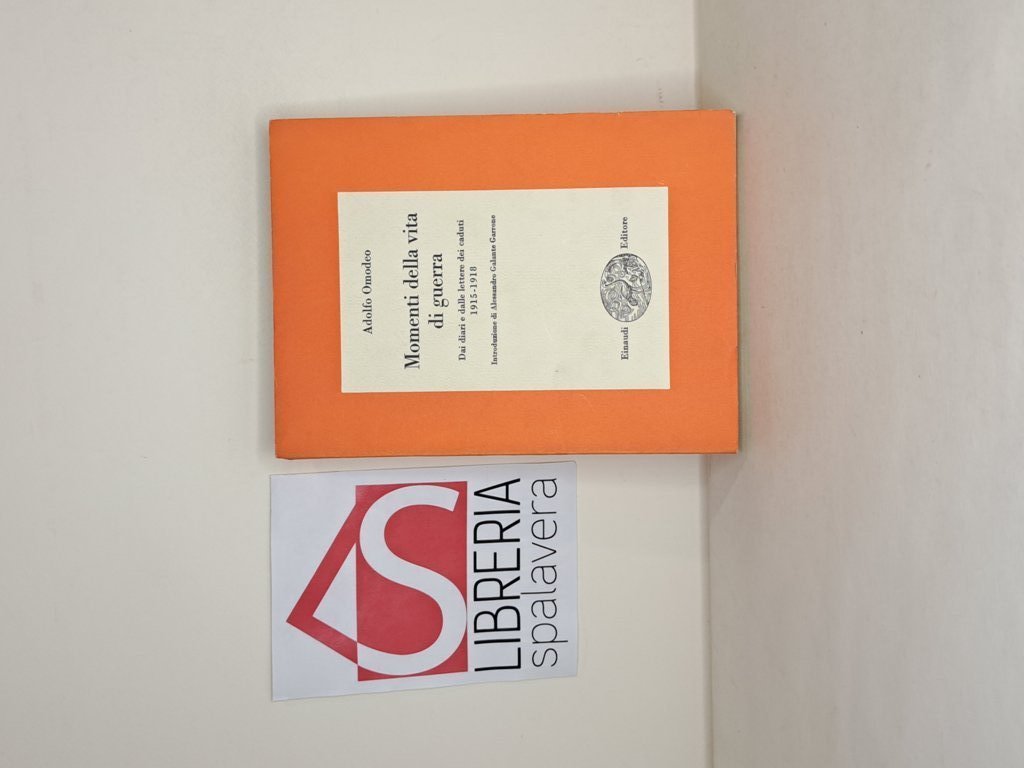 Adolfo Omodeo
Momenti della vita
di guerra
Dai diari e dalle lettere dei caduti
1915-1918
Introduzione di Alessandro Galante Garrone
Einaudi Editore
S
LIBRERIA
spalavera